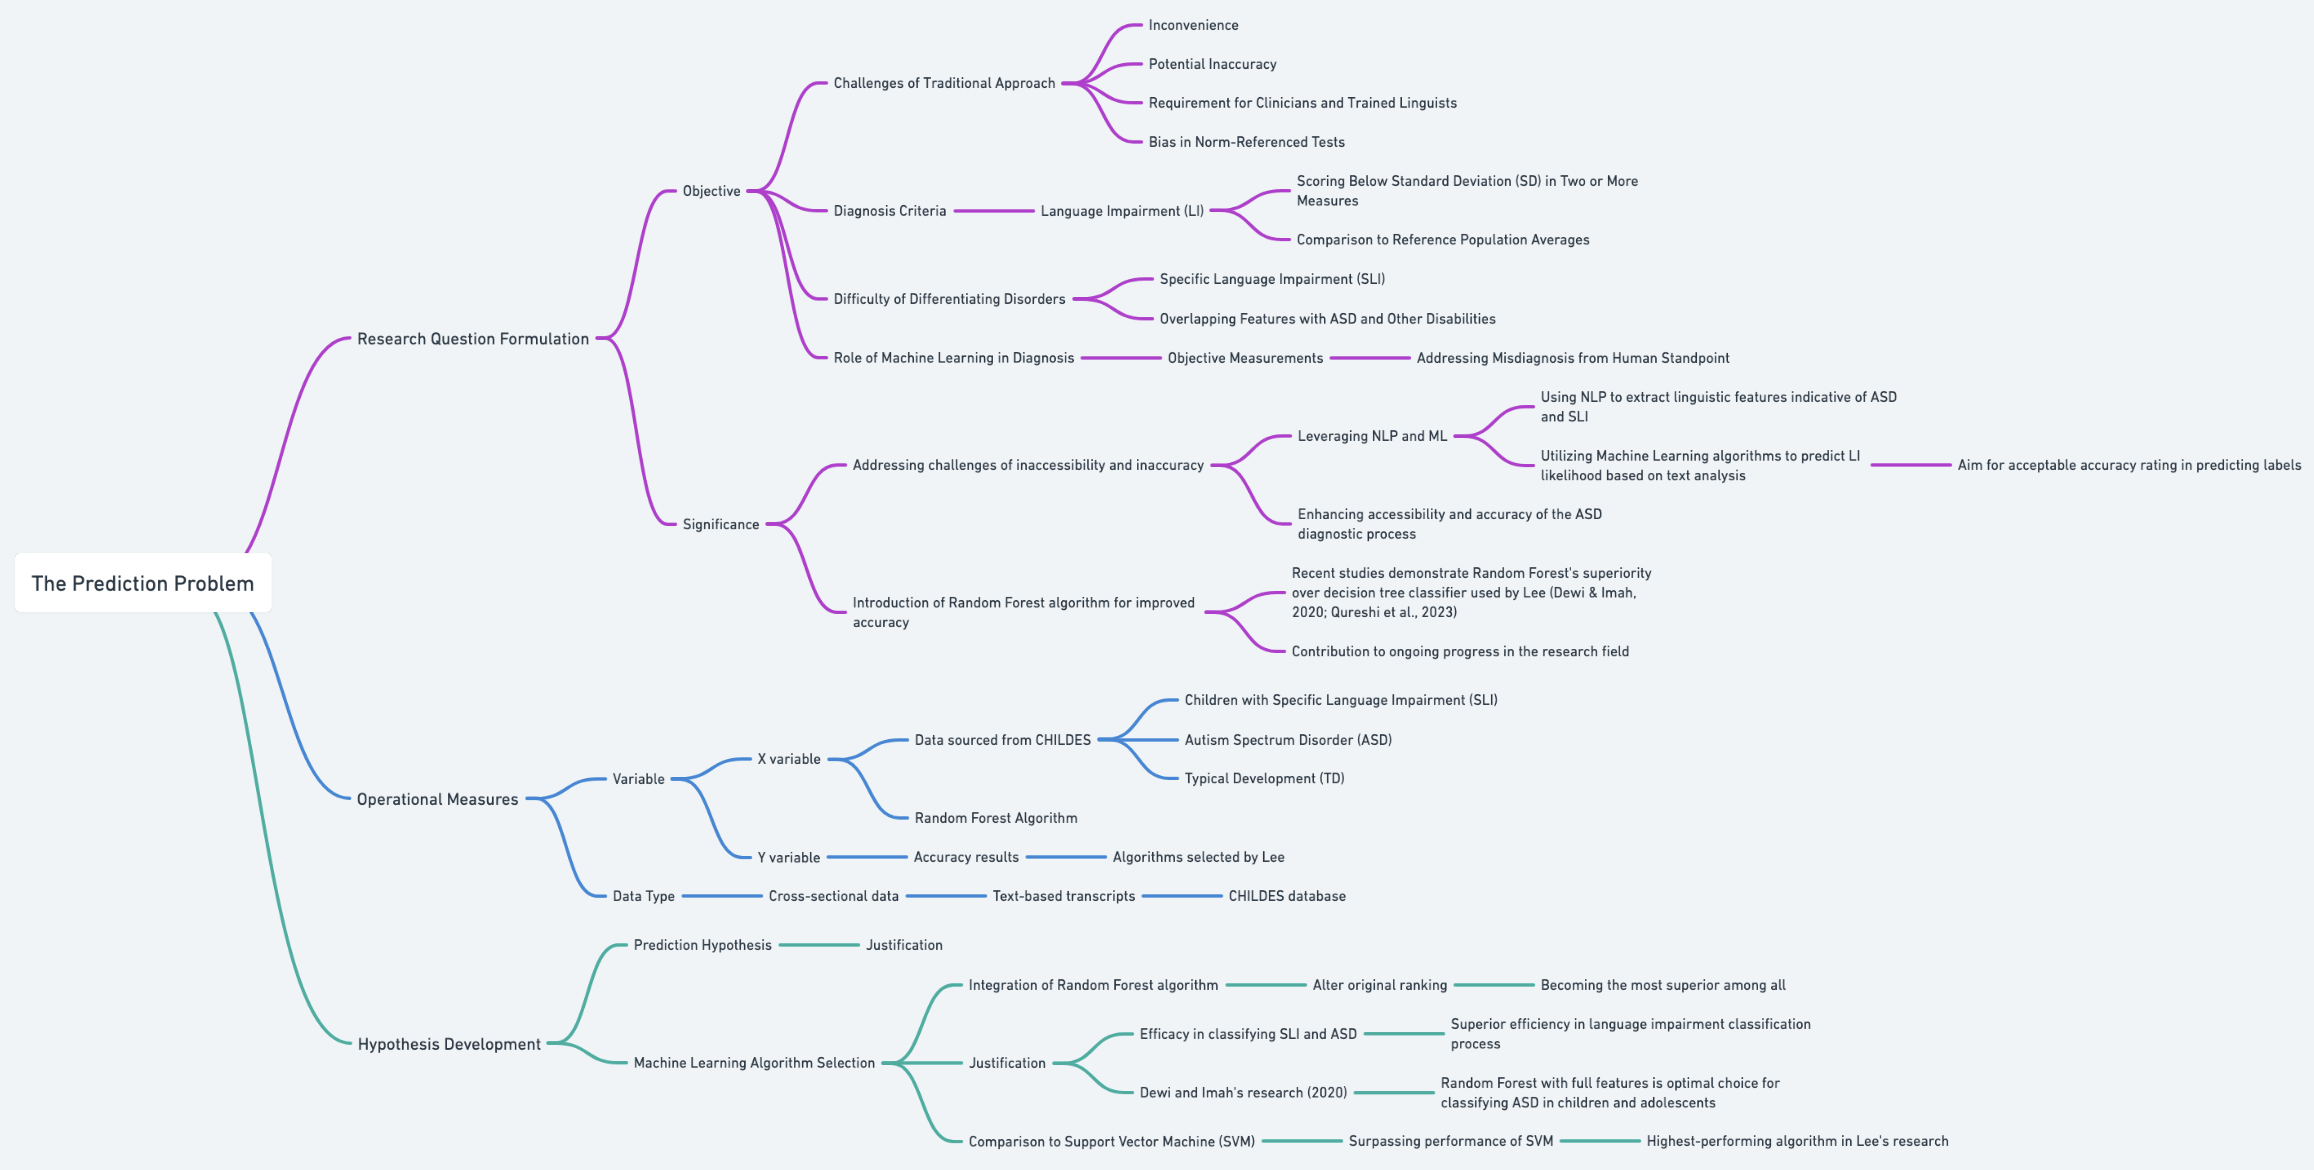 The Prediction Problem
Research Question Formulation
Objective
Challenges of Traditional Approach
Inconvenience
Potential Inaccuracy
Requirement for Clinicians and Trained Linguists
Bias in Norm-Referenced Tests
Diagnosis Criteria
Language Impairment (LI)
Scoring Below Standard Deviation (SD) in Two or More
Measures
Comparison to Reference Population Averages
Difficulty of Differentiating Disorders
Specific Language Impairment (SLI)
Overlapping Features with ASD and Other Disabilities
Role of Machine Learning in Diagnosis
Objective Measurements
Addressing Misdiagnosis from Human Standpoint
Significance
Addressing challenges of inaccessibility and inaccuracy
Leveraging NLP and ML
Using NLP to extract linguistic features indicative of ASD
and SLI
Utilizing Machine Learning algorithms to predict LI
likelihood based on text analysis
Aim for acceptable accuracy rating in predicting labels
Enhancing accessibility and accuracy of the ASD
diagnostic process
Introduction of Random Forest algorithm for improved
accuracy
Recent studies demonstrate Random Forest's superiority
over decision tree classifier used by Lee (Dewi & Imah,
2020; Qureshi et al., 2023)
Contribution to ongoing progress in the research field
Operational Measures
Variable
X variable
Data sourced from CHILDES
Children with Specific Language Impairment (SLI)
Autism Spectrum Disorder (ASD)
Typical Development (TD)
Random Forest Algorithm
Y variable
Accuracy results
Algorithms selected by Lee
Data Type
Cross-sectional data
Text-based transcripts
CHILDES database
Hypothesis Development
Prediction Hypothesis
Justification
Machine Learning Algorithm Selection
Integration of Random Forest algorithm
Alter original ranking
Becoming the most superior among all
Justification
Efficacy in classifying SLI and ASD
Superior efficiency in language impairment classification
process
Dewi and Imah's research (2020)
Random Forest with full features is optimal choice for
classifying ASD in children and adolescents
Comparison to Support Vector Machine (SVM)
Surpassing performance of SVM
Highest-performing algorithm in Lee's research